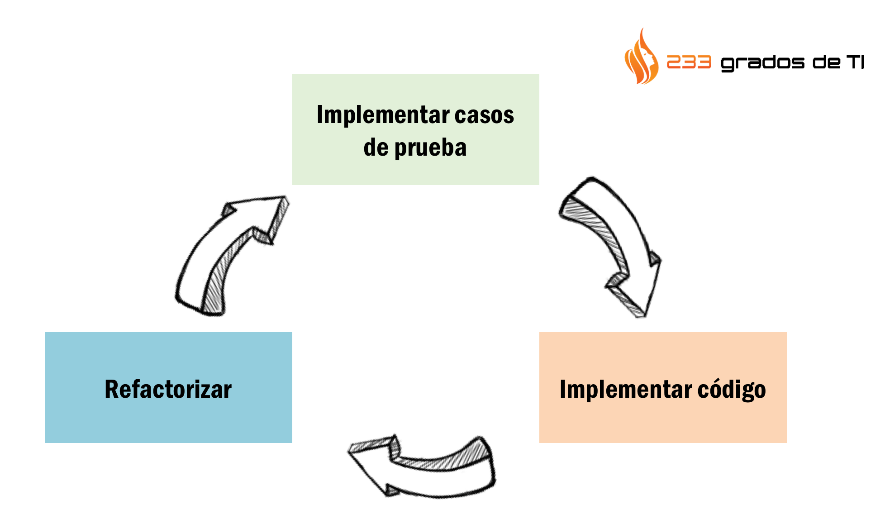 233 grados de TI
Implementar casos
de prueba
Refactorizar
Implementar código